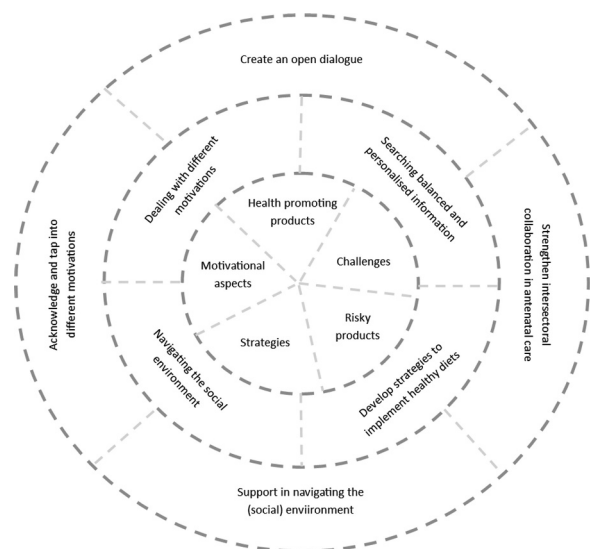 Create an open dialogue
Dealing with different
motivations
Searching balanced and
personalised information
Health promoting
products
Acknowledge and tap into
different motivations
Strengthen intersectoral
collaboration in antenatal care
Motivational
aspects
Challenges
Strategies
Risky
products
Navigating the social
environment
Develop strategies to
implement healthy diets
Support in navigating the
(social) enviironment